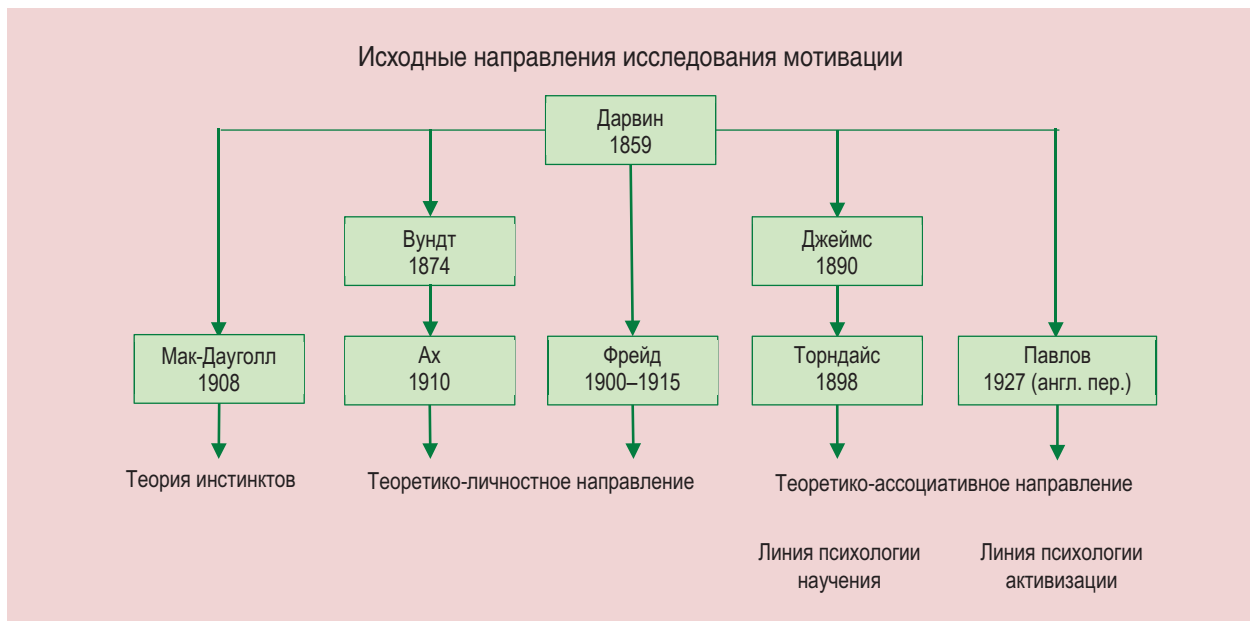 Исходные направления исследования мотивации
Дарвин
1859
Вундт
1874
Джеймс
1890
Мак-Дауголл
1908
Ах
1910
Фрейд
1900–1915
Торндайс
1898
Павлов
1927 (англ. пер.)
Теория инстинктов
Теоретико-личностное направление
Теоретико-ассоциативное направление
Линия психологии
научения
Линия психологии
активизации